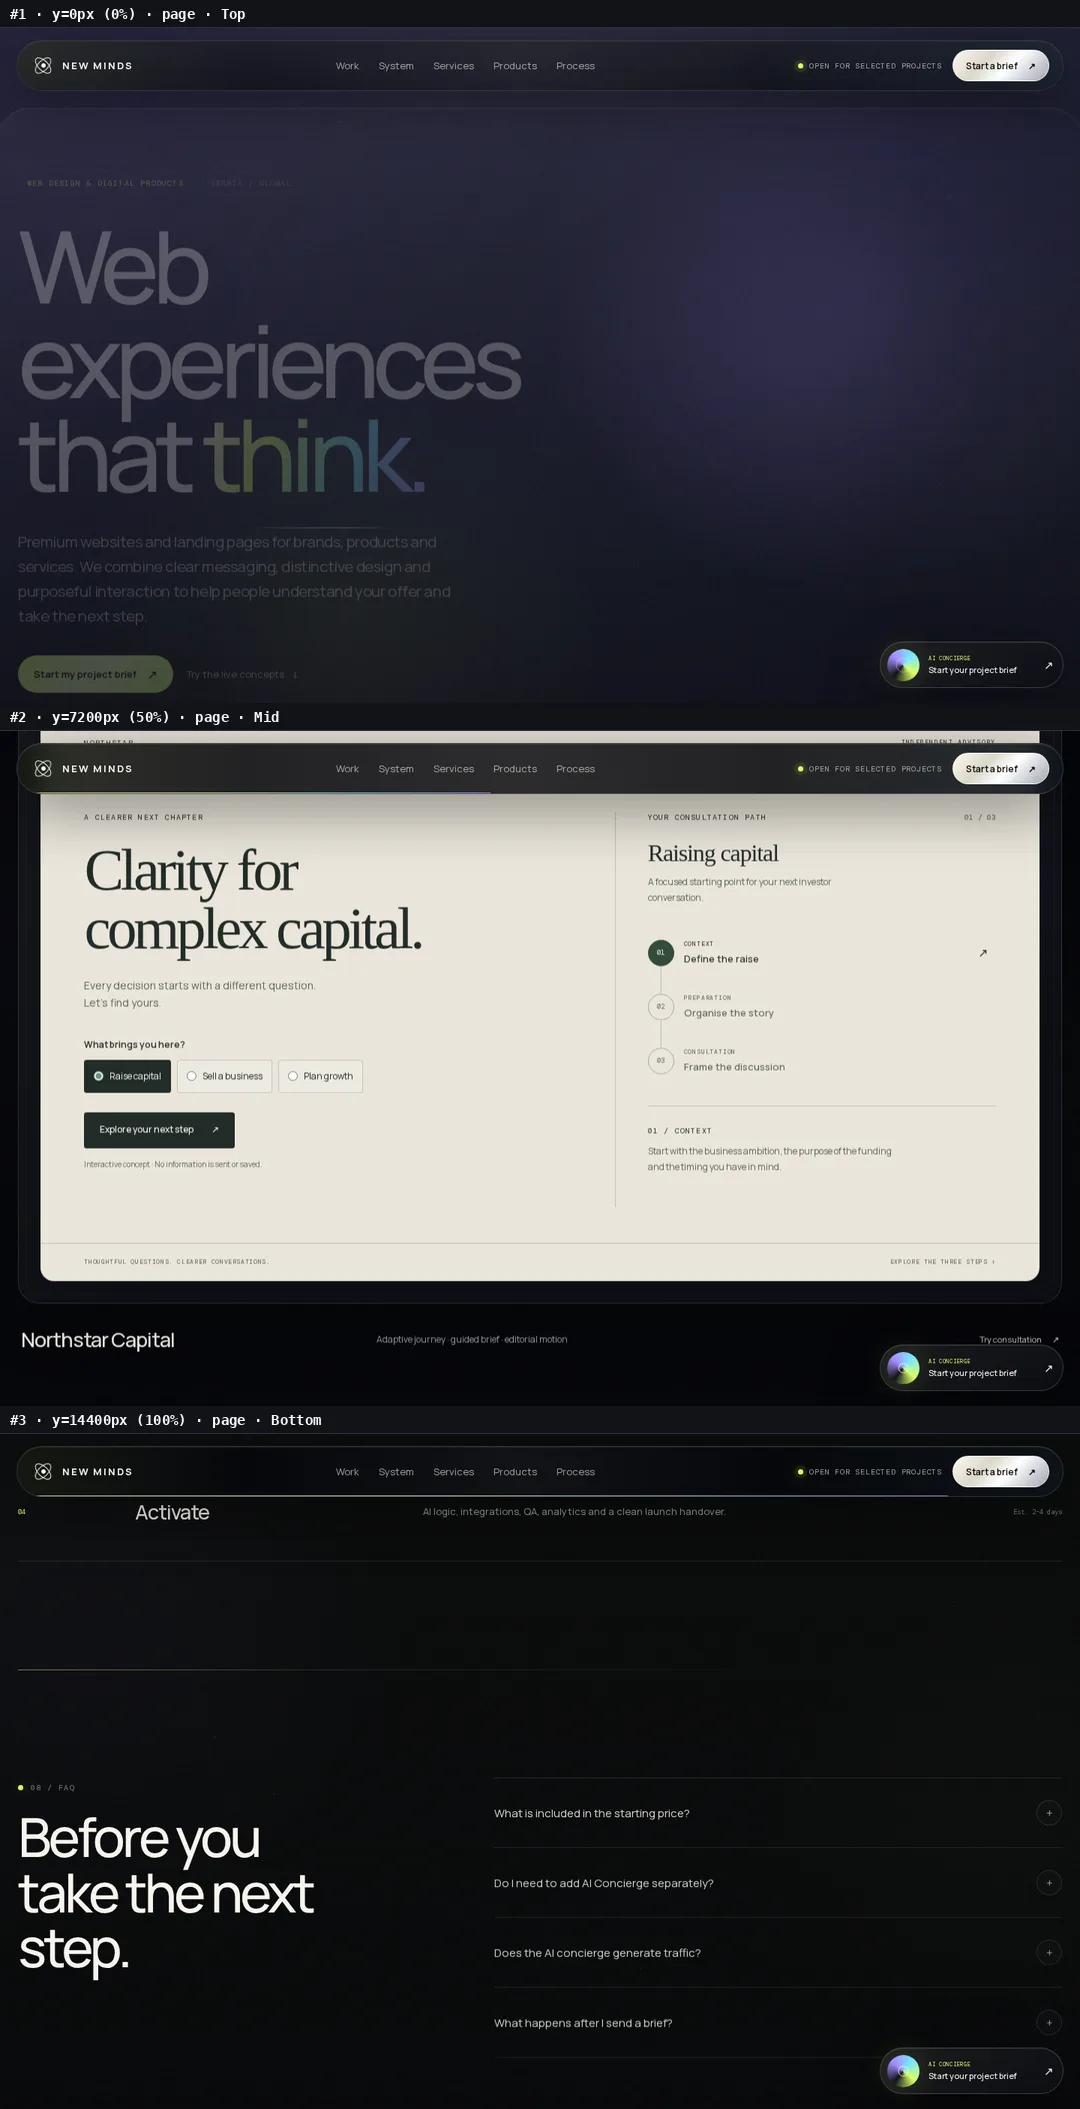 #1 · y=0px (0%) · page · Top
NEW MINDS
Work System Services Products Process
OPEN FOR SELECTED PROJECTS
Start a brief ↗
WEB DESIGN & DIGITAL PRODUCTS SERBIA / GLOBAL
Web
experiences
that think.
Premium websites and landing pages for brands, products and
services. We combine clear messaging, distinctive design and
purposeful interaction to help people understand your offer and
take the next step.
Start my project brief ↗
Try the live concepts ↓
AI CONCIERGE
Start your project brief ↗
#2 · y=7200px (50%) · page · Mid
NORTHSTAR
INDEPENDENT ADVISORY
NEW MINDS
Work System Services Products Process
OPEN FOR SELECTED PROJECTS
Start a brief ↗
A CLEARER NEXT CHAPTER
Clarity for
complex capital.
Every decision starts with a different question.
Let's find yours.
What brings you here?
Raise capital
Sell a business
Plan growth
Explore your next step ↗
Interactive concept · No information is sent or saved.
YOUR CONSULTATION PATH 01 / 03
Raising capital
A focused starting point for your next investor
conversation.
01 CONTEXT
Define the raise ↗
02 PREPARATION
Organise the story
03 CONSULTATION
Frame the discussion
01 / CONTEXT
Start with the business ambition, the purpose of the funding
and the timing you have in mind.
THOUGHTFUL QUESTIONS. CLEARER CONVERSATIONS.
EXPLORE THE THREE STEPS ↑
Northstar Capital
Adaptive journey · guided brief · editorial motion
Try consultation ↗
AI CONCIERGE
Start your project brief ↗
#3 · y=14400px (100%) · page · Bottom
NEW MINDS
Work System Services Products Process
OPEN FOR SELECTED PROJECTS
Start a brief ↗
04 Activate
AI logic, integrations, QA, analytics and a clean launch handover.
Est. 2-4 days
08 / FAQ
Before you
take the next
step.
What is included in the starting price? +
Do I need to add AI Concierge separately? +
Does the AI concierge generate traffic? +
What happens after I send a brief? +
AI CONCIERGE
Start your project brief ↗